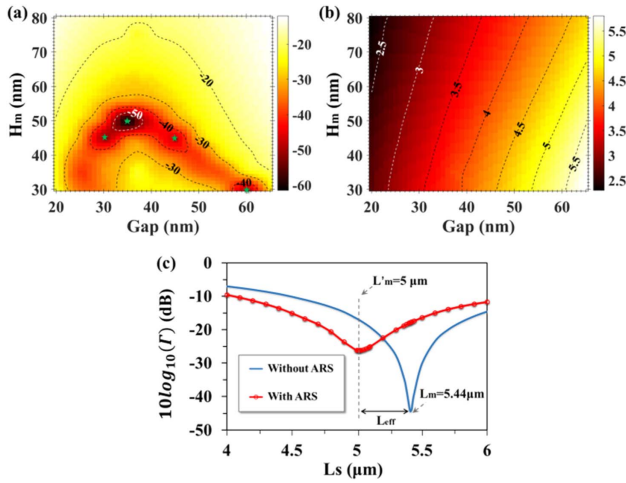 (a)
(b)
80
70
60
50
40
30
Hm (nm)
20 30 40 50 60
Gap (nm)
-20
-50
-40
-30
-30
-40
-20
-30
-40
-50
-60
80
70
60
50
40
30
Hm (nm)
20 30 40 50 60
Gap (nm)
2.5
3
3.5
4
4.5
5
5.5
5.5
5
4.5
4
3.5
3
2.5
(c)
0
-10
-20
-30
-40
-50
10log10(Γ) (dB)
L'm=5 μm
Without ARS
With ARS
Lm=5.44μm
Leff
4 4.5 5 5.5 6
Ls (μm)